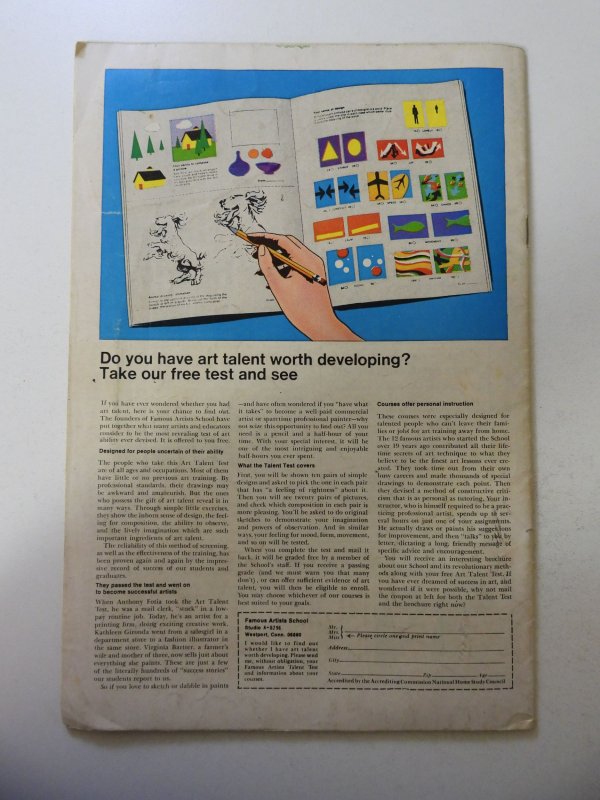 Do you have art talent worth developing?
Take our free test and see
If you have ever wondered whether you had
art talent, here is your chance to find out.
The founders of Famous Artists School have
put together what many artists and educators
consider to be the most revealing test of art
ability ever devised. It is offered to you free.
Designed for people uncertain of their ability
The people who take this Art Talent Test
are of all ages and occupations. Most of them
have little or no previous art training. By
professional standards, their drawings may
be awkward and amateurish. But the ones
who possess the gift of art talent reveal it in
many ways. Through simple little exercises,
they show the inborn sense of design, the feel-
ing for composition, the ability to observe,
and the lively imagination which are such
important ingredients of art talent.
The reliability of this method of screening,
as well as the effectiveness of the training, has
been proven again and again by the impres-
sive record of success of our students and
graduates.
They passed the test and went on
to become successful artists
When Anthony Fotia took the Art Talent
Test, he was a mail clerk, "stuck" in a low-
pay routine job. Today, he's an artist for a
printing firm, doing exciting creative work.
Kathleen Gironda went from a salesgirl in a
department store to a fashion illustrator in
the same store. Virginia Bartter, a farmer's
wife and mother of three, now sells just about
everything she paints. These are just a few
of the literally hundreds of "success stories"
our students report to us.
So if you love to sketch or dabble in paints
—and have often wondered if you "have what
it takes" to become a well-paid commercial
artist or sparetime professional painter—why
not seize this opportunity to find out? All you
need is a pencil and a half-hour of your
time. With your special interest, it will be
one of the most intriguing and enjoyable
half-hours you ever spent.
What the Talent Test covers
First, you will be shown ten pairs of simple
designs and asked to pick the one in each pair
that has "a feeling of rightness" about it.
Then you will see twenty pairs of pictures,
and check which composition in each pair is
more pleasing. You'll be asked to do original
sketches to demonstrate your imagination
and powers of observation. And in similar
ways, your feeling for mood, form, movement,
and so on will be tested.
When you complete the test and mail it
back, it will be graded free by a member of
the School's staff. If you receive a passing
grade (and we must warn you that many
don't), or can offer sufficient evidence of art
talent, you will then be eligible to enroll.
You may choose whichever of our courses is
best suited to your goals.
Courses offer personal instruction
These courses were especially designed for
talented people who can't leave their fami-
lies or jobs for art training away from home.
The 12 famous artists who started the School
over 19 years ago contributed all their life-
time secrets of art technique to what they
believe to be the finest art lessons ever cre-
ated. They took time out from their own
busy careers and made thousands of special
drawings to demonstrate each point. Then
they devised a method of constructive criti-
cism that is as personal as tutoring. Your in-
structor, who is himself required to be a prac-
ticing professional artist, spends up to sev-
eral hours on just one of your assignments.
He actually draws or paints his suggestions
for improvement, and then "talks" to you by
letter, dictating a long, friendly message of
specific advice and encouragement.
You will receive an interesting brochure
about our School and its revolutionary meth-
ods along with your free Art Talent Test. If
you have ever dreamed of success in art, and
wondered if it were possible, why not mail
the coupon at left for both the Talent Test
and the brochure right now?
Famous Artists School
Westport, Conn. 06880
I would like to find out
whether I have art talent
worth developing. Please send
me, without obligation, your
Famous Artists Talent Test
and information about your
courses.
Mr.
Mrs.
Miss
Please circle one and print name
Address
City
State Zip Age
Accredited by the Accrediting Commission National Home Study Council